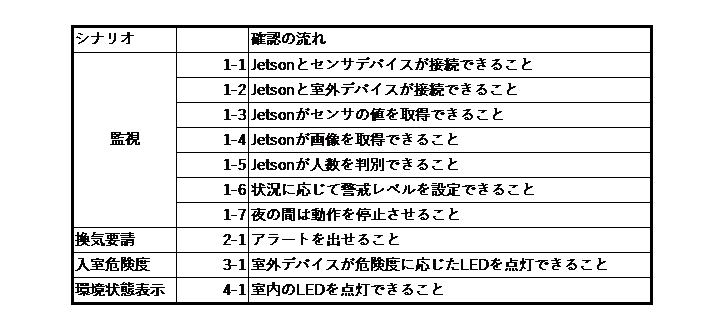 シナリオ 確認の流れ
監視
1-1 Jetsonとセンサデバイスが接続できること
1-2 Jetsonと室外デバイスが接続できること
1-3 Jetsonがセンサの値を取得できること
1-4 Jetsonが画像を取得できること
1-5 Jetsonが人数を判別できること
1-6 状況に応じて警戒レベルを設定できること
1-7 夜の間は動作を停止させること
換気要請 2-1 アラートを出せること
入室危険度 3-1 室外デバイスが危険度に応じたLEDを点灯できること
環境状態表示 4-1 室内のLEDを点灯できること